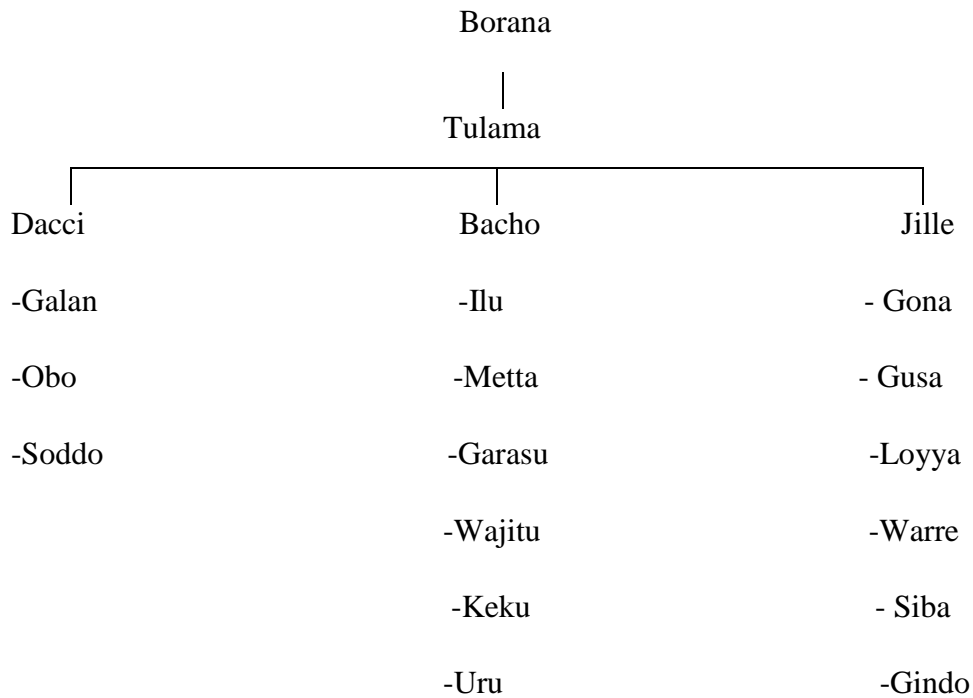 Borana
Tulama
Dacci Bacho Jille
-Galan -Ilu - Gona
-Obo -Metta - Gusa
-Soddo -Garasu -Loyya
-Wajitu -Warre
-Keku - Siba
-Uru -Gindo